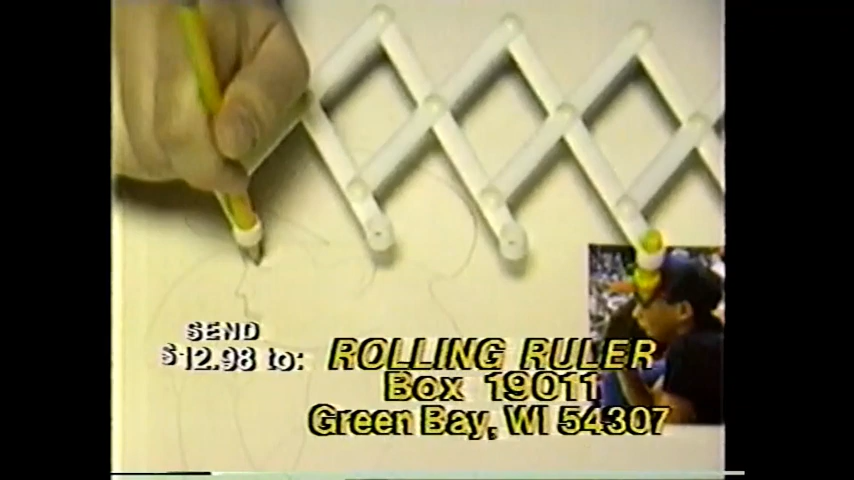 SEND
$12.98 to:
ROLLING RULER
Box 19011
Green Bay, WI 54307